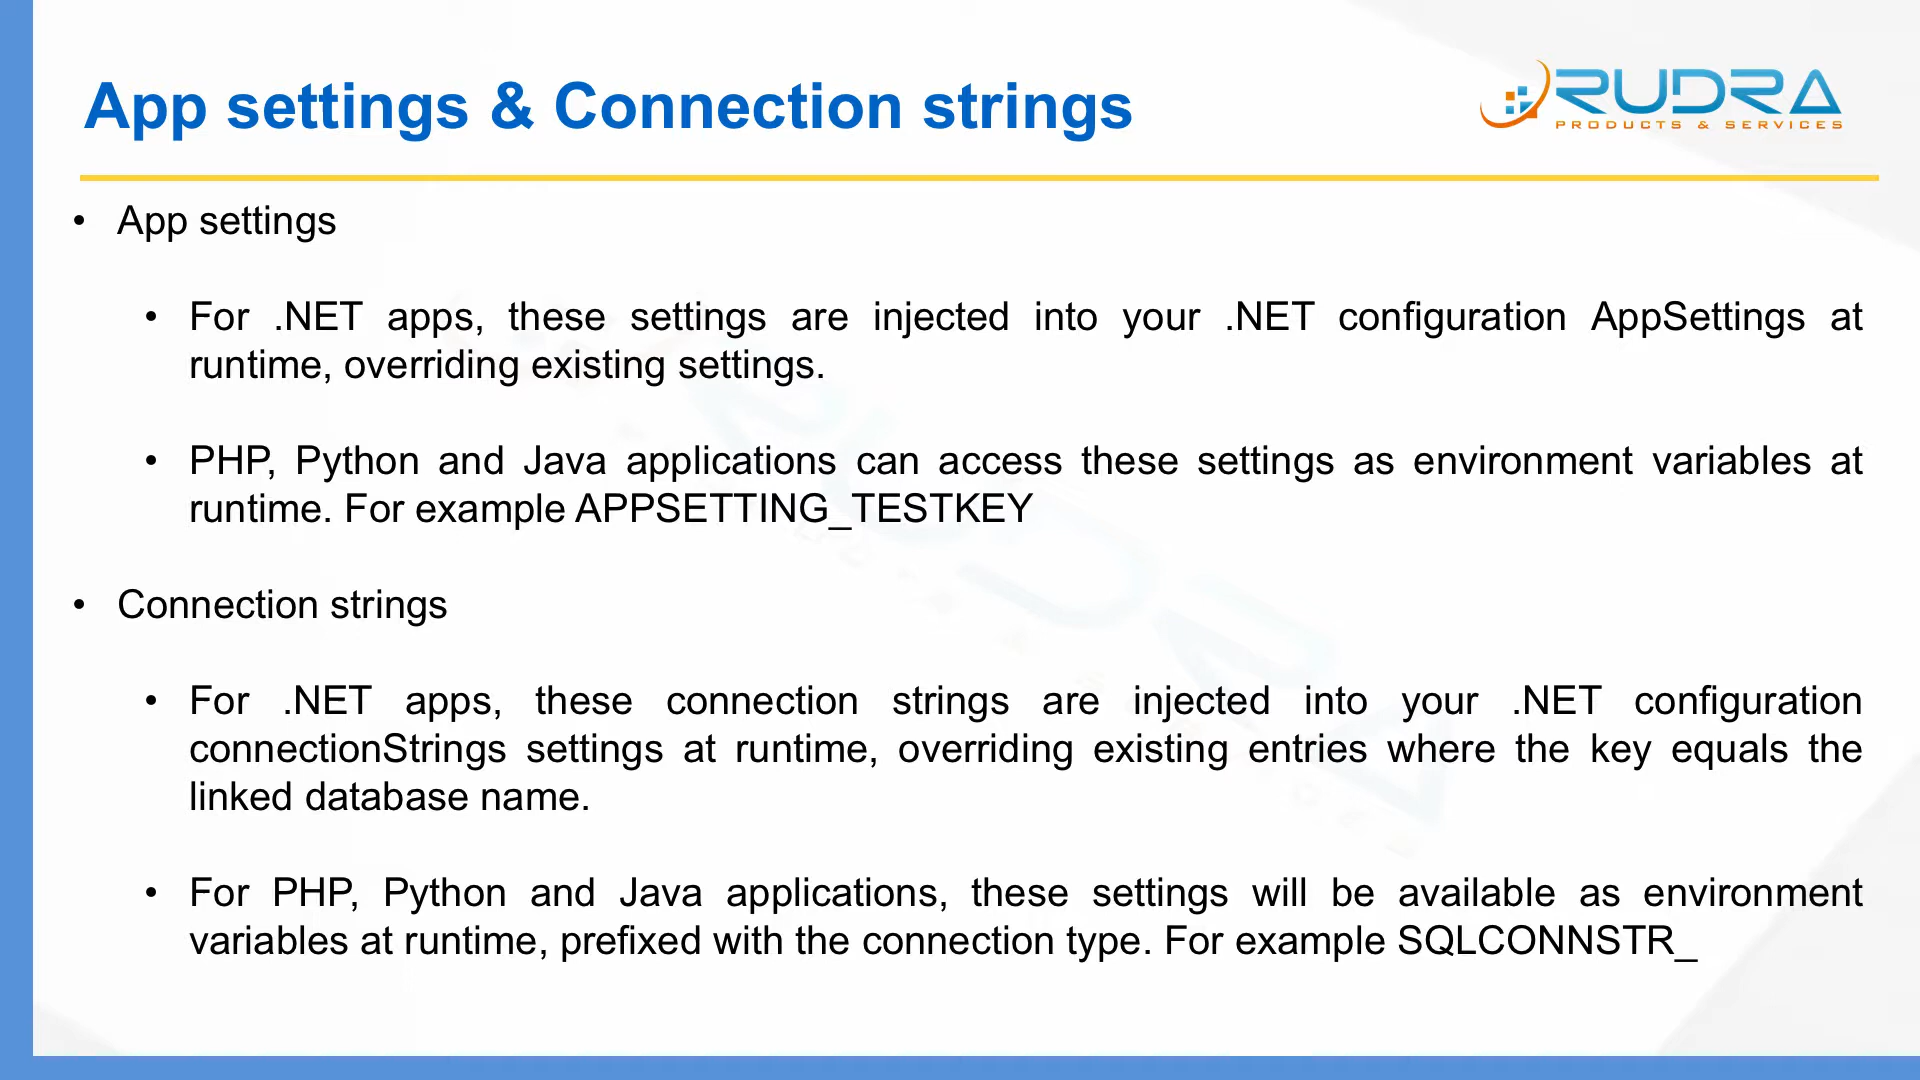 App settings & Connection strings
RUDRA
PRODUCTS & SERVICES
• App settings
• For .NET apps, these settings are injected into your .NET configuration AppSettings at
runtime, overriding existing settings.
• PHP, Python and Java applications can access these settings as environment variables at
runtime. For example APPSETTING_TESTKEY
• Connection strings
• For .NET apps, these connection strings are injected into your .NET configuration
connectionStrings settings at runtime, overriding existing entries where the key equals the
linked database name.
• For PHP, Python and Java applications, these settings will be available as environment
variables at runtime, prefixed with the connection type. For example SQLCONNSTR_